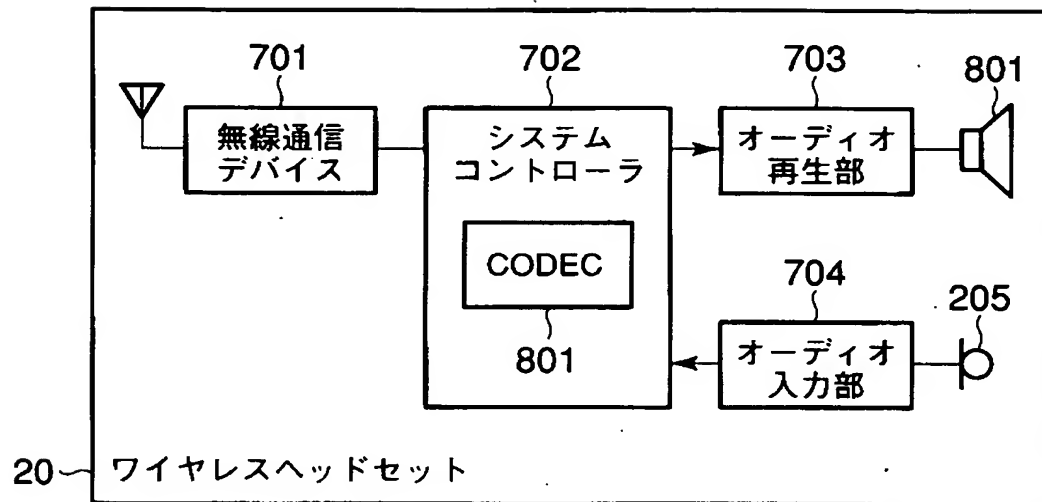 701
無線通信
デバイス
702
システム
コントローラ
CODEC
801
703
オーディオ
再生部
801
704
オーディオ
入力部
205
20
ワイヤレスヘッドセット